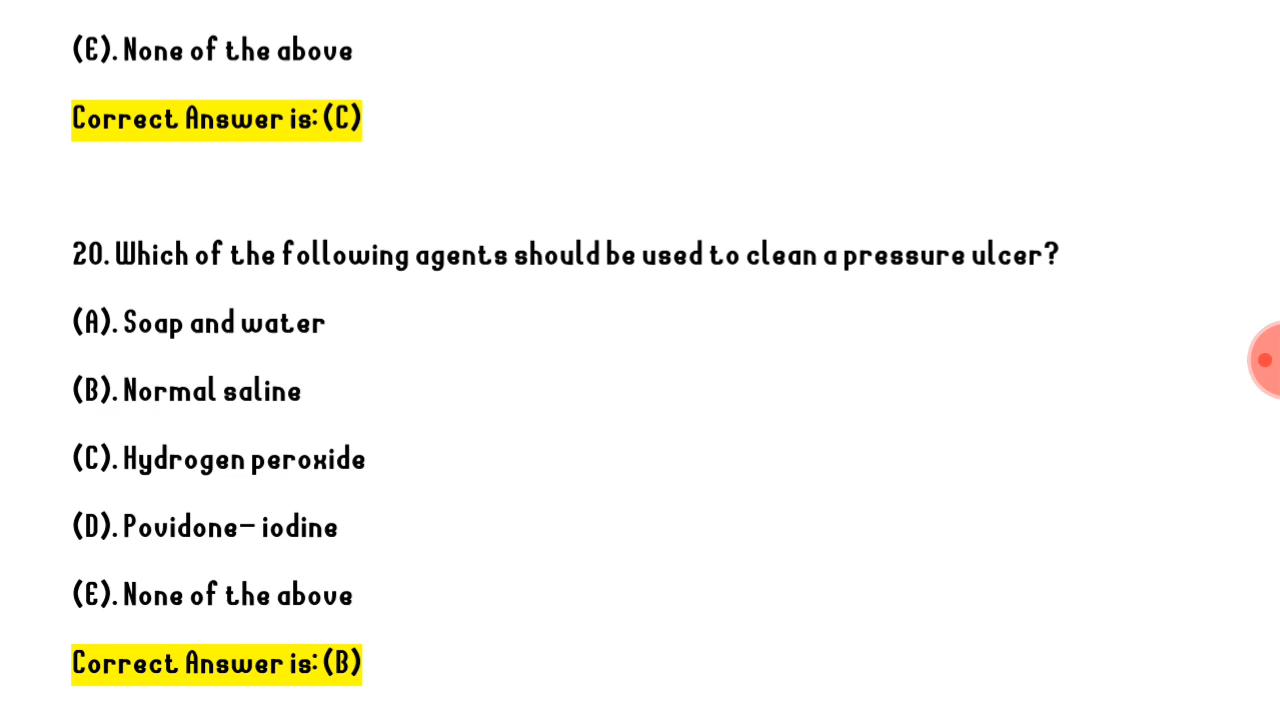 (E). None of the above
Correct Answer is: (C)
20. Which of the following agents should be used to clean a pressure ulcer?
(A). Soap and water
(B). Normal saline
(C). Hydrogen peroxide
(D). Povidone- iodine
(E). None of the above
Correct Answer is: (B)